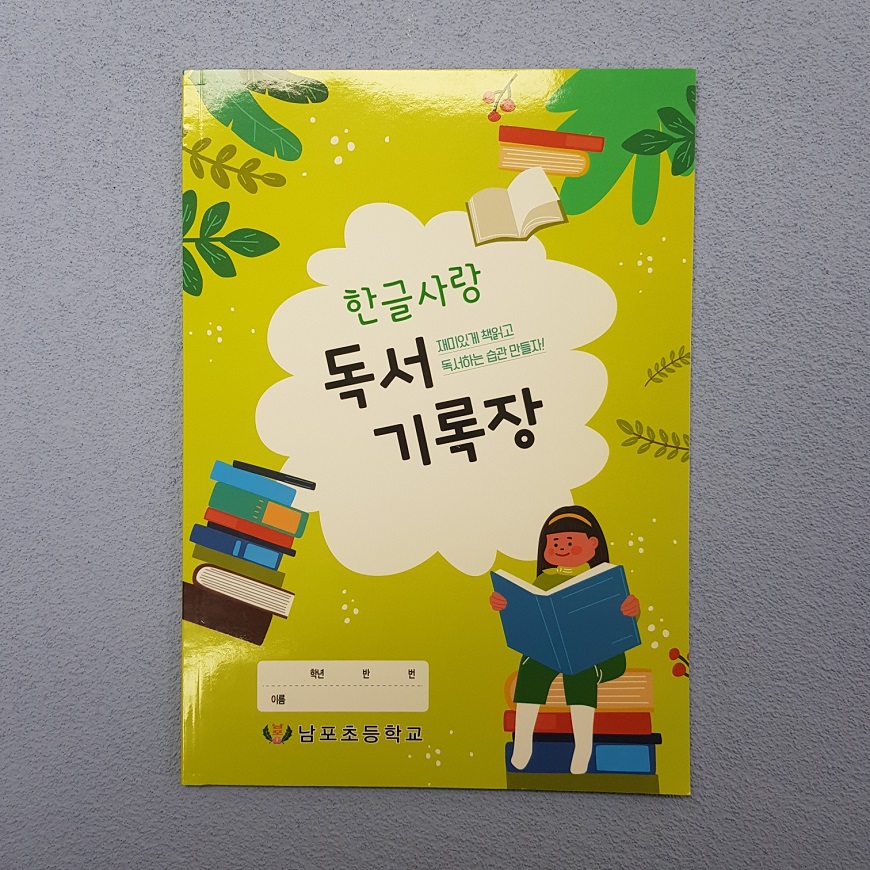 한글사랑
재미있게 책읽고
독서하는 습관 만들자!
독서
기록장
학년 반 번
이름
남포초등학교